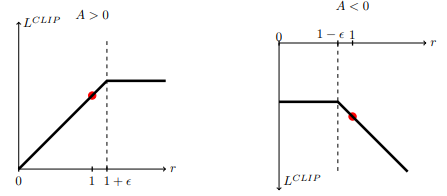 L^{CLIP} A > 0
0 1 1 + ϵ r
A < 0
0 1 − ϵ 1 r
L^{CLIP}